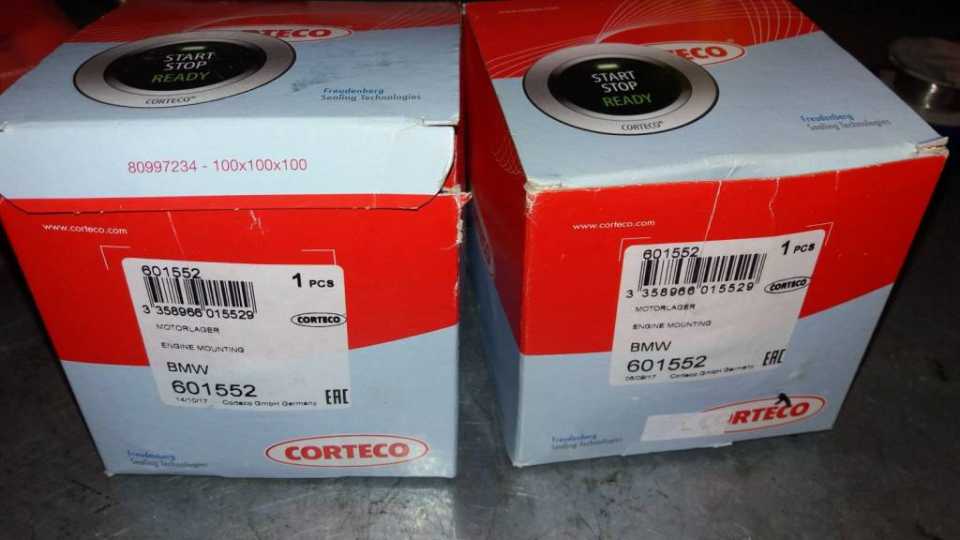 CORTECO
START
STOP
READY
CORTECO™
Freudenberg
Sealing Technologies
80997234 - 100x100x100
www.corteco.com
601552
1 PCS
3 358966 015529
CORTECO
MOTORLAGER
ENGINE MOUNTING
BMW
601552
14/10/17 Corteco GmbH Germany
EAC
Freudenberg
Sealing Technologies
CORTECO
CORTECO
START
STOP
READY
CORTECO®
Freudenberg
Sealing Technologies
www.corteco.com
601552
1 PCS
3 358966 015529
CORTECO
MOTORLAGER
ENGINE MOUNTING
BMW
601552
Corteco GmbH Germany
EAC
Freudenberg
Sealing Technologies
RTECO